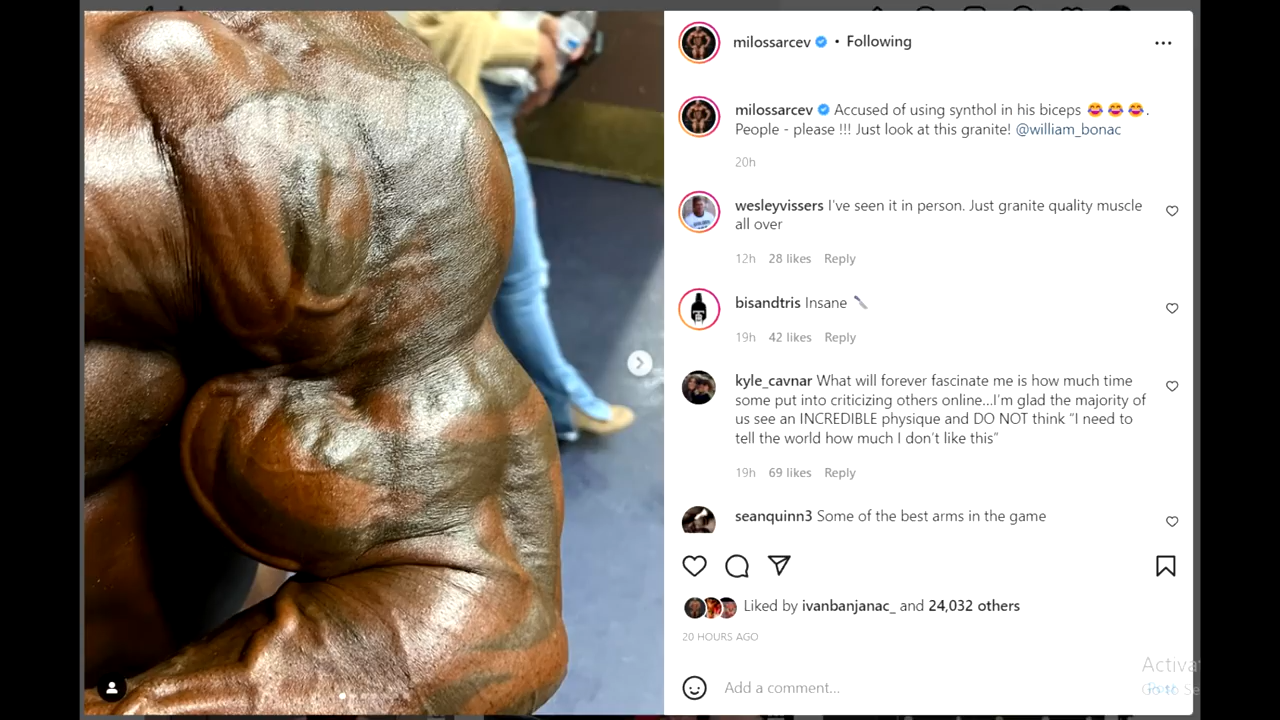 milossarcev • Following
milossarcev Accused of using synthol in his biceps 😂😂😂.
People - please !!! Just look at this granite! @william_bonac
20h
wesleyvissers I've seen it in person. Just granite quality muscle
all over
12h 28 likes Reply
bisandtris Insane 🔪
19h 42 likes Reply
kyle_cavnar What will forever fascinate me is how much time
some put into criticizing others online...I'm glad the majority of
us see an INCREDIBLE physique and DO NOT think "I need to
tell the world how much I don't like this"
19h 69 likes Reply
seanquinn3 Some of the best arms in the game
Liked by ivanbanjanac_ and 24,032 others
20 HOURS AGO
Add a comment...